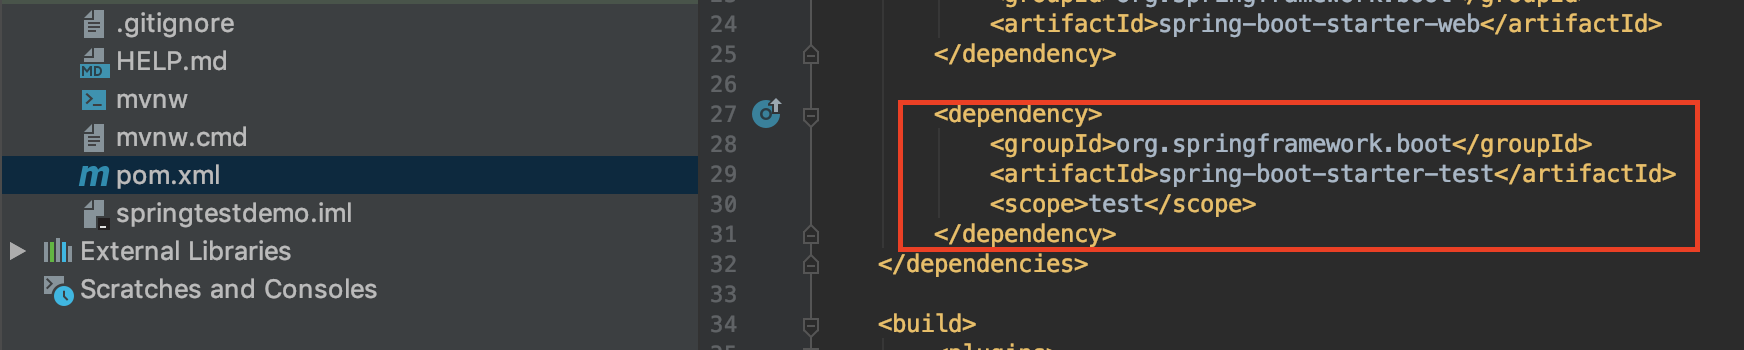 .gitignore
HELP.md
MD
mvnw
mvnw.cmd
m pom.xml
springtestdemo.iml
External Libraries
Scratches and Consoles
24 <artifactId>spring-boot-starter-web</artifactId>
25 </dependency>
26
27 <dependency>
28 <groupId>org.springframework.boot</groupId>
29 <artifactId>spring-boot-starter-test</artifactId>
30 <scope>test</scope>
31 </dependency>
32 </dependencies>
33
34 <build>